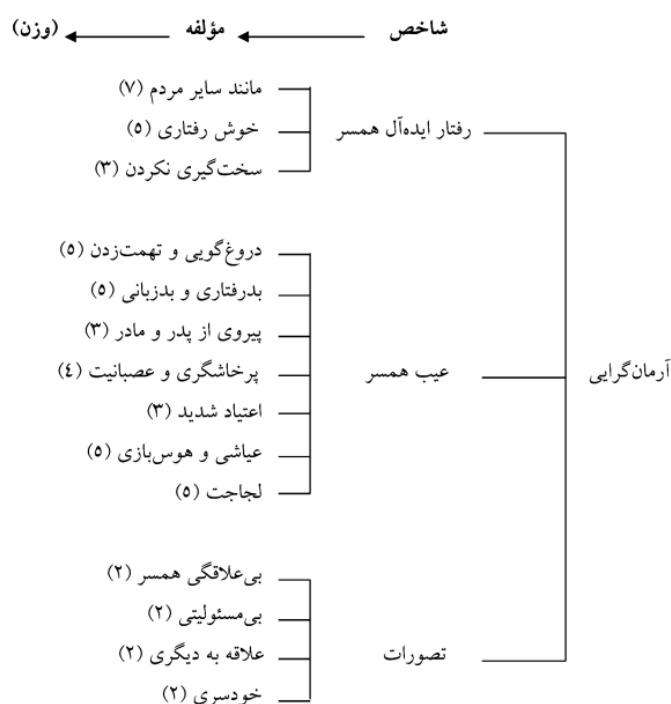 شاخص مؤلفه (وزن)
مانند سایر مردم (۷)
رفتار ایده‌آل همسر
خوش رفتاری (۵)
سخت‌گیری نکردن (۳)
دروغ‌گویی و تهمت‌زدن (۵)
بدرفتاری و بدزبانی (۵)
پیروی از پدر و مادر (۳)
آرمان‌گرایی
عیب همسر
پرخاشگری و عصبانیت (٤)
اعتیاد شدید (۳)
عیاشی و هوس‌بازی (۵)
لجاجت (۵)
بی‌علاقگی همسر (۲)
بی‌مسئولیتی (۲)
تصورات
علاقه به دیگری (۲)
خودسری (۲)